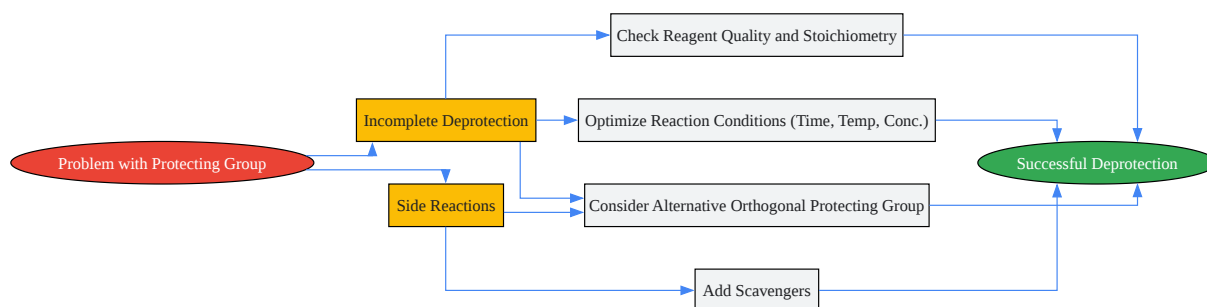 Check Reagent Quality and Stoichiometry
Incomplete Deprotection
Optimize Reaction Conditions (Time, Temp, Conc.)
Problem with Protecting Group
Successful Deprotection
Side Reactions
Consider Alternative Orthogonal Protecting Group
Add Scavengers